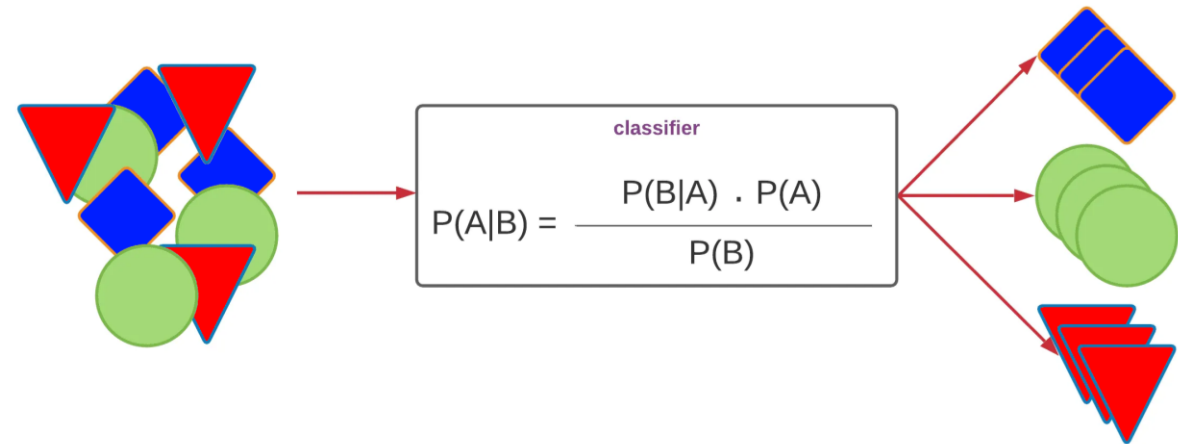 classifier
P(B|A) . P(A)
P(A|B) =
P(B)